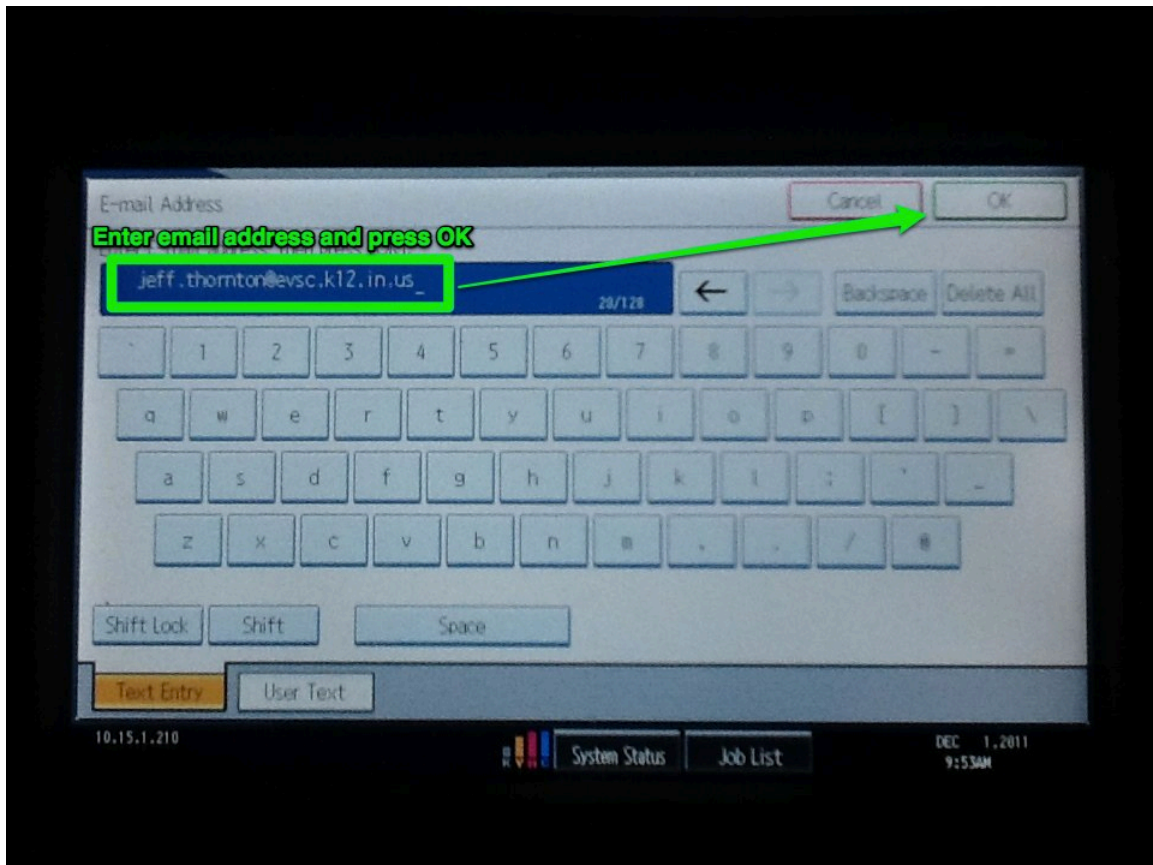 E-mail Address
Cancel
OK
Enter email address and press OK
jeff.thornton@evsc.k12.in.us_
28/128
← → Backspace Delete All
` 1 2 3 4 5 6 7 8 9 0 - =
q w e r t y u i o p [ ] \
a s d f g h j k l ; ' _
z x c v b n m , . / @
Shift Lock Shift Space
Text Entry User Text
10.15.1.210
System Status Job List
DEC 1.2011
9:53AM